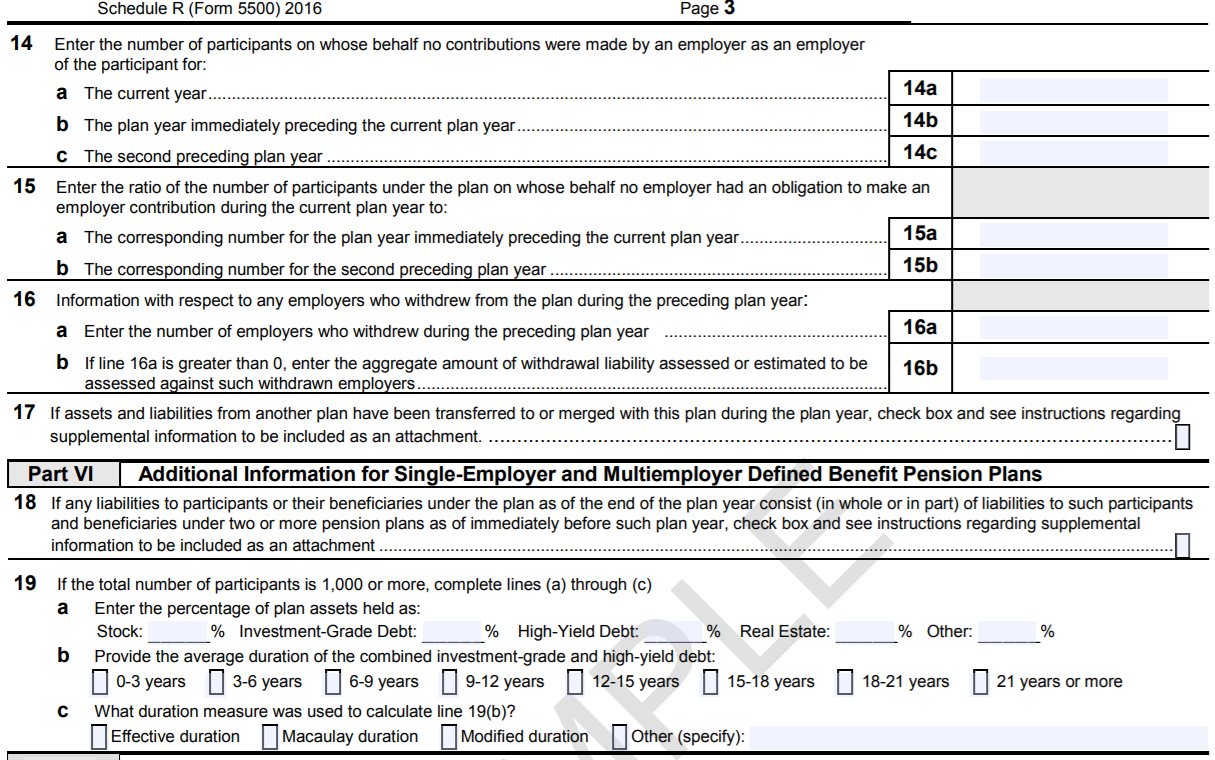 Schedule R (Form 5500) 2016 Page 3
14 Enter the number of participants on whose behalf no contributions were made by an employer as an employer
of the participant for:
a The current year 14a
b The plan year immediately preceding the current plan year 14b
c The second preceding plan year 14c
15 Enter the ratio of the number of participants under the plan on whose behalf no employer had an obligation to make an
employer contribution during the current plan year to:
a The corresponding number for the plan year immediately preceding the current plan year 15a
b The corresponding number for the second preceding plan year 15b
16 Information with respect to any employers who withdrew from the plan during the preceding plan year:
a Enter the number of employers who withdrew during the preceding plan year 16a
b If line 16a is greater than 0, enter the aggregate amount of withdrawal liability assessed or estimated to be
assessed against such withdrawn employers 16b
17 If assets and liabilities from another plan have been transferred to or merged with this plan during the plan year, check box and see instructions regarding
supplemental information to be included as an attachment.
Part VI Additional Information for Single-Employer and Multiemployer Defined Benefit Pension Plans
18 If any liabilities to participants or their beneficiaries under the plan as of the end of the plan year consist (in whole or in part) of liabilities to such participants
and beneficiaries under two or more pension plans as of immediately before such plan year, check box and see instructions regarding supplemental
information to be included as an attachment
19 If the total number of participants is 1,000 or more, complete lines (a) through (c)
a Enter the percentage of plan assets held as:
Stock: _____% Investment-Grade Debt: _____% High-Yield Debt: _____% Real Estate: _____% Other: _____%
b Provide the average duration of the combined investment-grade and high-yield debt:
0-3 years 3-6 years 6-9 years 9-12 years 12-15 years 15-18 years 18-21 years 21 years or more
c What duration measure was used to calculate line 19(b)?
Effective duration Macaulay duration Modified duration Other (specify):
MPLE